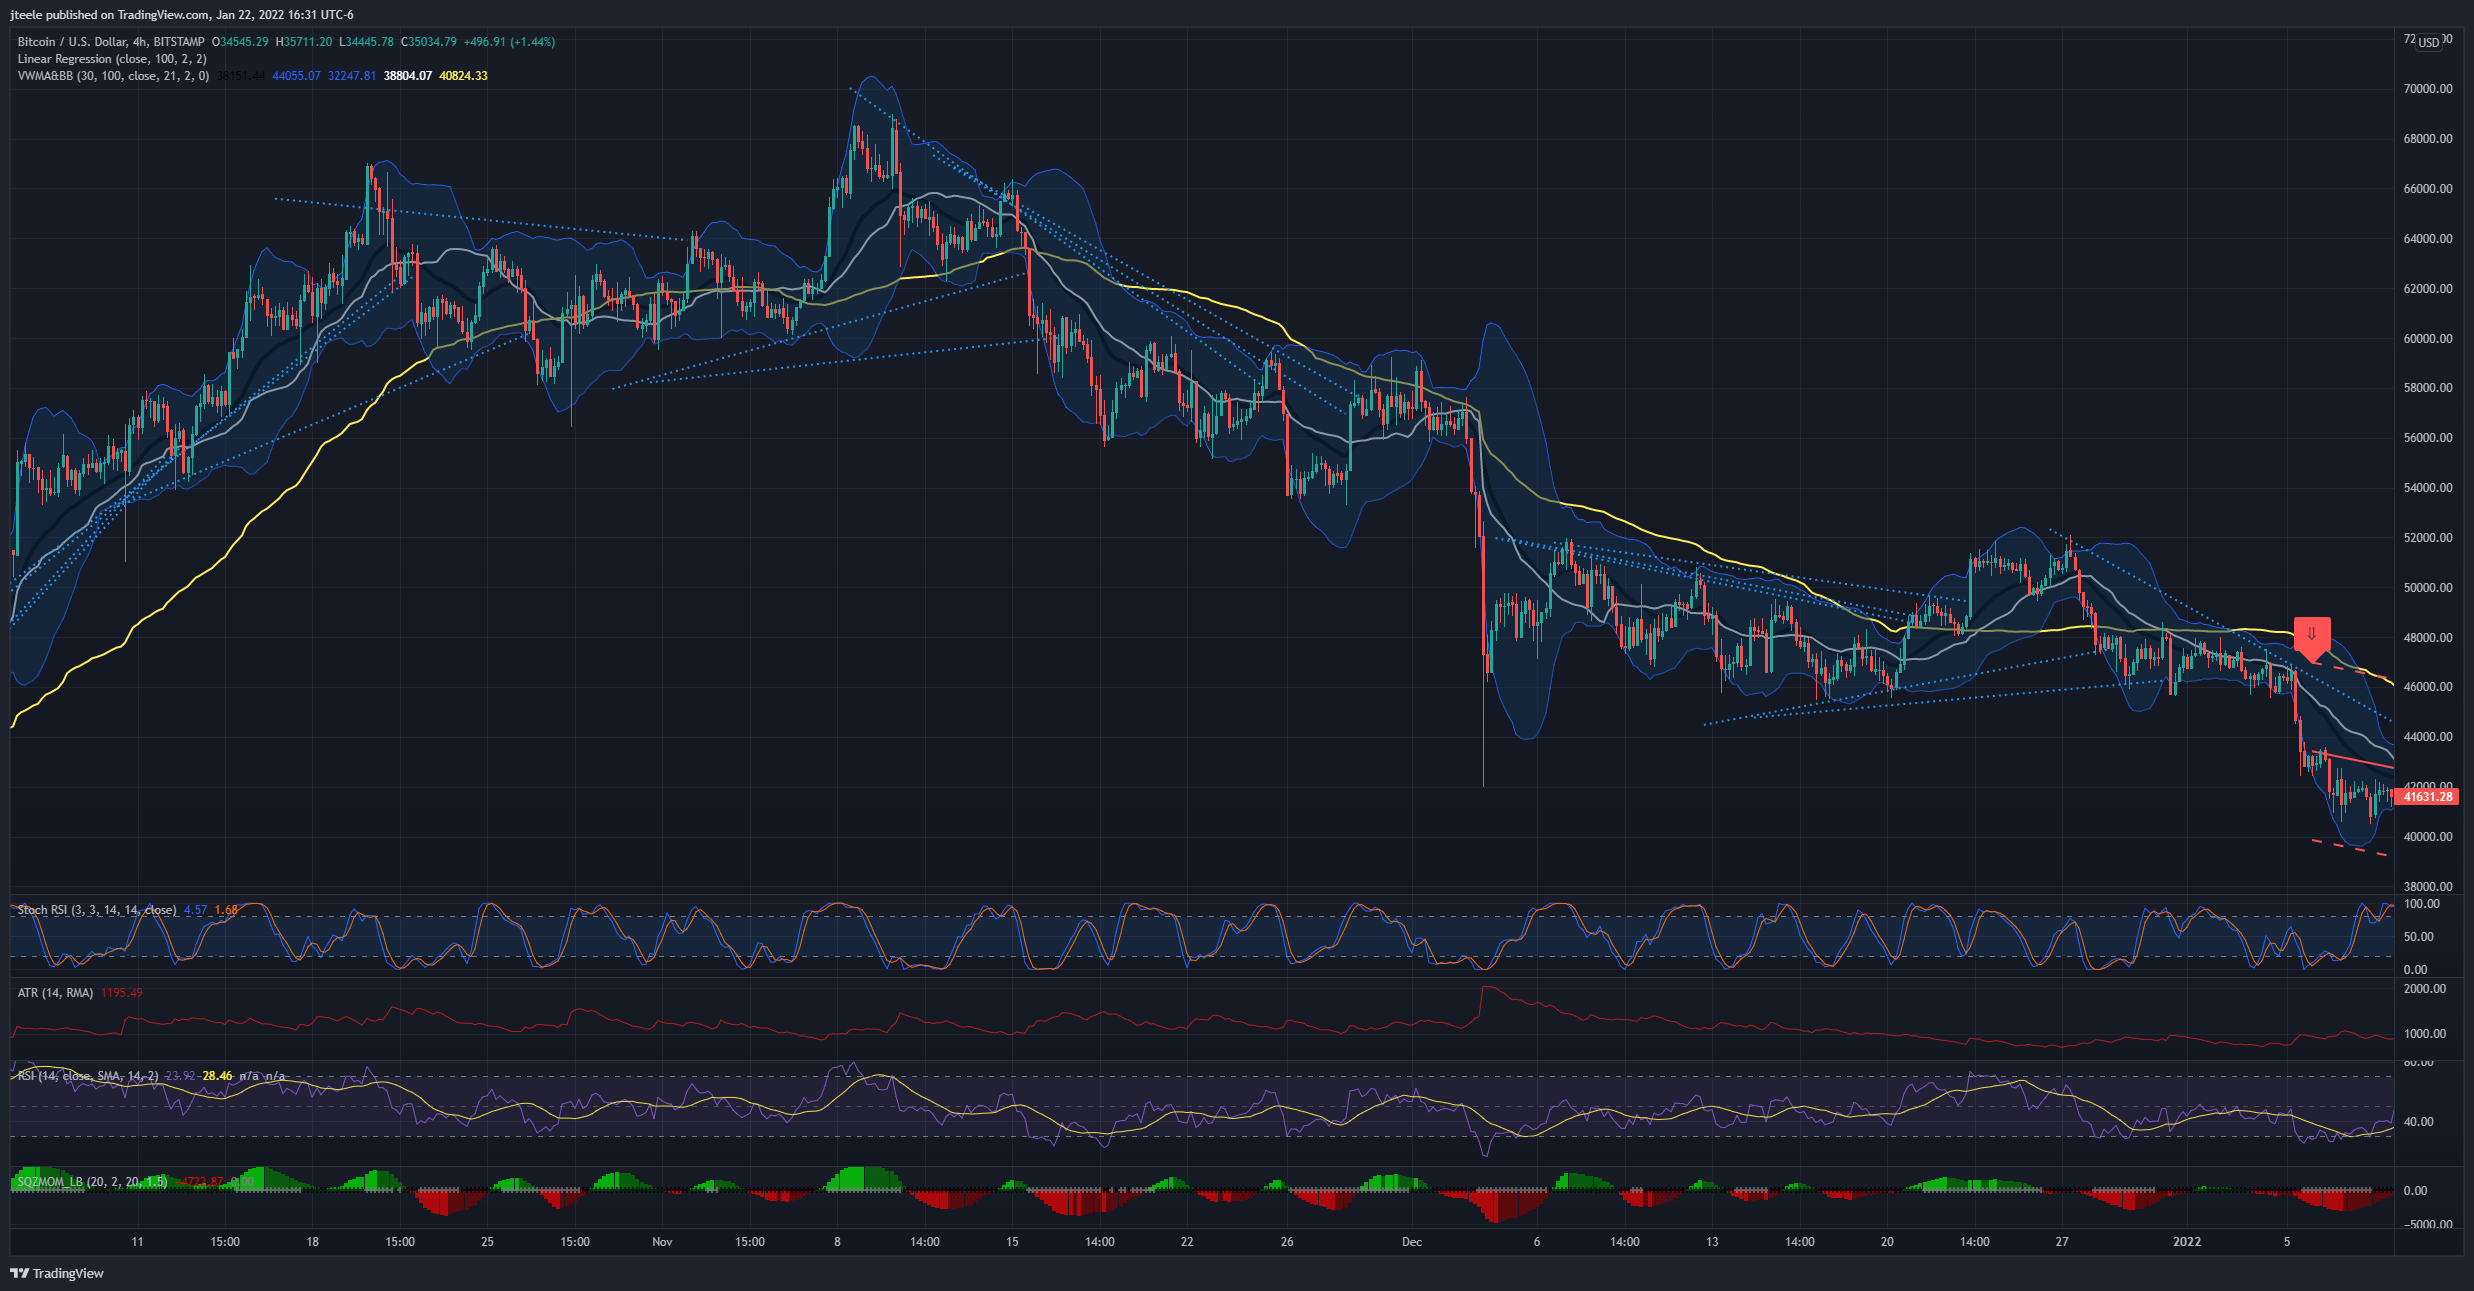 jteele published on TradingView.com, Jan 22, 2022 16:31 UTC-6
Bitcoin / U.S. Dollar, 4h, BITSTAMP O34545.29 H35711.20 L34445.78 C35034.79 +496.91 (+1.44%)
Linear Regression (close, 100, 2, 2)
VWMA&BB (30, 100, close, 21, 2, 0) 38151.44 44055.07 32247.81 38804.07 40824.33
USD
70000.00
68000.00
66000.00
64000.00
62000.00
60000.00
58000.00
56000.00
54000.00
52000.00
50000.00
48000.00
46000.00
44000.00
42000.00
41631.28
40000.00
38000.00
Stoch RSI (3, 3, 14, 14, close) 4.57 1.68
100.00
50.00
0.00
ATR (14, RMA) 1195.49
2000.00
1000.00
RSI (14, close, SMA, 14, 2) 23.92 28.46 n/a n/a
80.00
40.00
SQZMOM_LB (20, 2, 20, 1.5) -4722.87 0.00
0.00
-5000.00
11 15:00 18 15:00 25 15:00 Nov 15:00 8 14:00 15 14:00 22 26 Dec 6 14:00 13 14:00 20 14:00 27 2022 5
TradingView